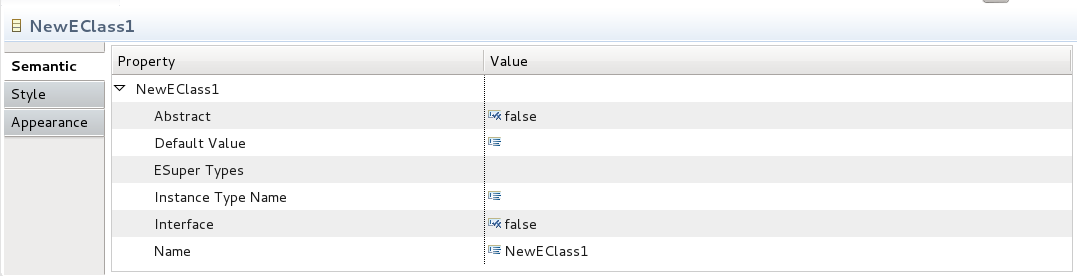 NewEClass1
Semantic
Style
Appearance
Property Value
NewEClass1
Abstract false
Default Value
ESuper Types
Instance Type Name
Interface false
Name NewEClass1